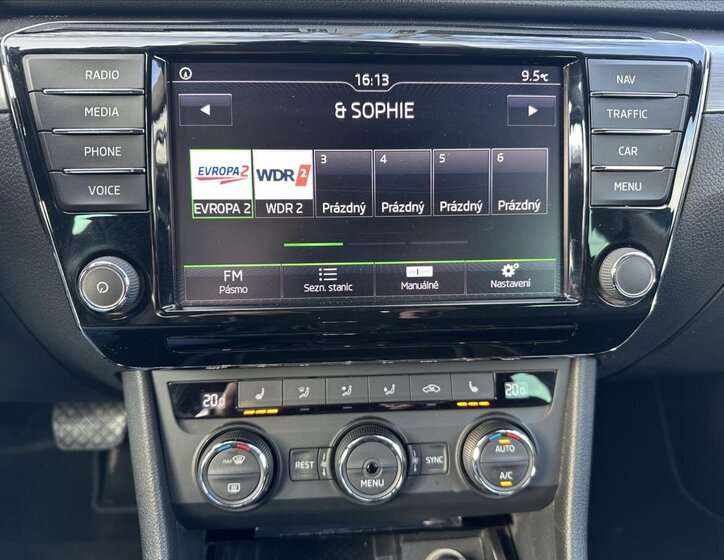 RADIO
MEDIA
PHONE
VOICE
16:13
9.5°C
& SOPHIE
EVROPA 2
WDR 2
3
4
5
6
EVROPA 2
WDR 2
Prázdný
Prázdný
Prázdný
Prázdný
FM
Pásmo
Sezn. stanic
Manuálně
Nastavení
NAV
TRAFFIC
CAR
MENU
20.0
20.0
MAX
REST
MENU
SYNC
AUTO
A/C